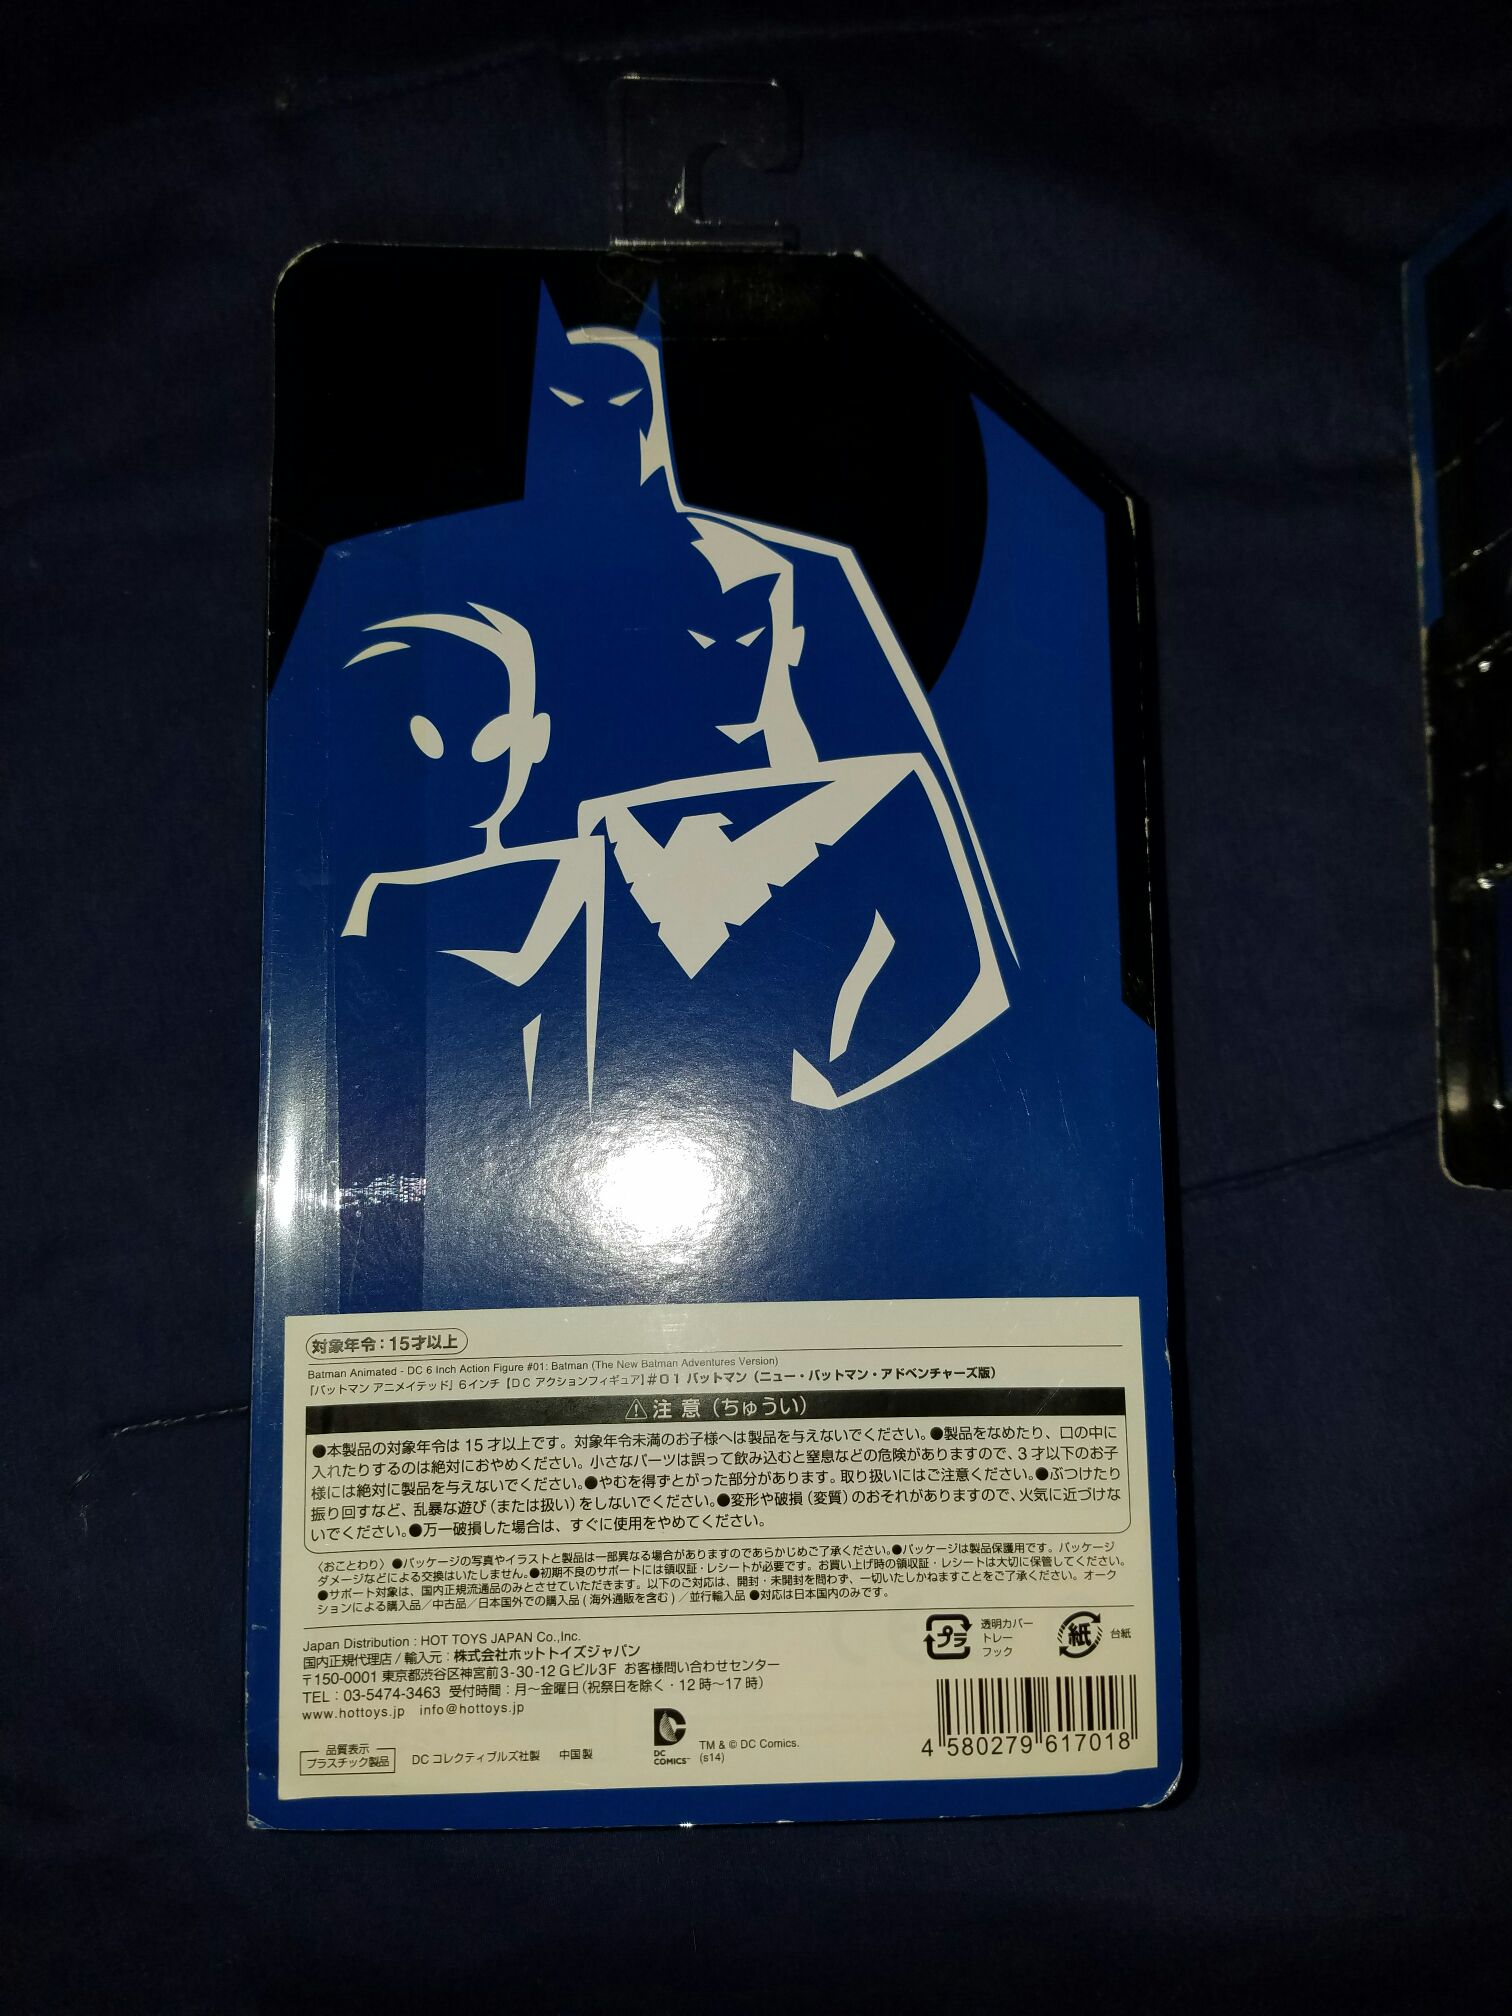 対象年令：15才以上
Batman Animated - DC 6 Inch Action Figure #01: Batman (The New Batman Adventures Version)
『バットマン アニメイテッド』6インチ【DC アクションフィギュア】#01 バットマン（ニュー・バットマン・アドベンチャーズ版）
⚠注意（ちゅうい）
●本製品の対象年令は 15 才以上です。対象年令未満のお子様へは製品を与えないでください。●製品をなめたり、口の中に
入れたりするのは絶対におやめください。小さなパーツは誤って飲み込むと窒息などの危険がありますので、3 才以下のお子
様には絶対に製品を与えないでください。●やむを得ずとがった部分があります。取り扱いにはご注意ください。●ぶつけたり
振り回すなど、乱暴な遊び（または扱い）をしないでください。●変形や破損（変質）のおそれがありますので、火気に近づけな
いでください。●万一破損した場合は、すぐに使用をやめてください。
〈おことわり〉●パッケージの写真やイラストと製品は一部異なる場合がありますのであらかじめご了承ください。●パッケージは製品保護用です。パッケージ
ダメージなどによる交換はいたしません。●初期不良のサポートには領収証・レシートが必要です。お買い上げ時の領収証・レシートは大切に保管してください。
●サポート対象は、国内正規流通品のみとさせていただきます。以下のご対応は、開封・未開封を問わず、一切いたしかねますことをご了承ください。オーク
ションによる購入品／中古品／日本国外での購入品（海外通販を含む）／並行輸入品 ●対応は日本国内のみです。
Japan Distribution : HOT TOYS JAPAN Co.,Inc.
国内正規代理店 / 輸入元 : 株式会社ホットトイズジャパン
〒150-0001 東京都渋谷区神宮前3-30-12 Gビル3F お客様問い合わせセンター
TEL : 03-5474-3463 受付時間：月～金曜日（祝祭日を除く・12 時～17 時）
www.hottoys.jp info@hottoys.jp
プラ
透明カバー
トレー
フック
紙
台紙
品質表示
プラスチック製品
DC コレクティブルズ社製 中国製
DC
COMICS™
TM & © DC Comics.
(s14)
4 580279 617018